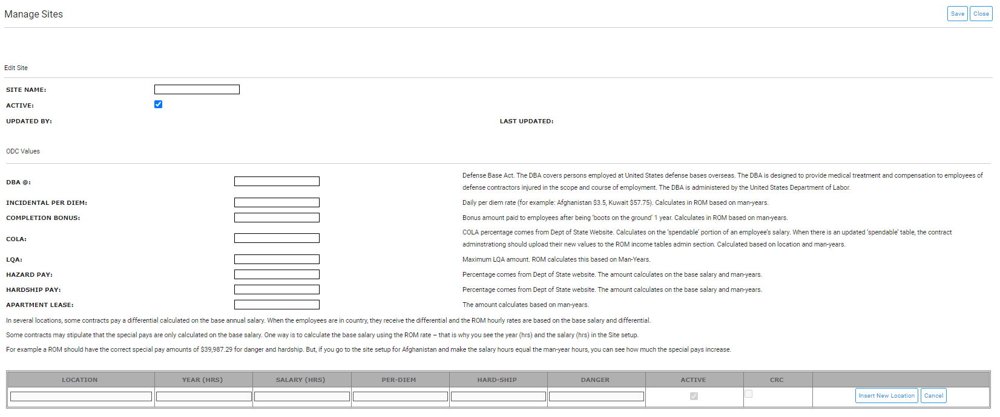 Manage Sites
Save Close
Edit Site
SITE NAME:
ACTIVE:
UPDATED BY: LAST UPDATED:
ODC Values
DBA @: Defense Base Act. The DBA covers persons employed at United States defense bases overseas. The DBA is designed to provide medical treatment and compensation to employees of
defense contractors injured in the scope and course of employment. The DBA is administered by the United States Department of Labor.
INCIDENTAL PER DIEM: Daily per diem rate (for example: Afghanistan $3.5, Kuwait $57.75). Calculates in ROM based on man-years.
COMPLETION BONUS: Bonus amount paid to employees after being ‘boots on the ground’ 1 year. Calculates in ROM based on man-years.
COLA: COLA percentage comes from Dept of State Website. Calculates on the ‘spendable’ portion of an employee’s salary. When there is an updated ‘spendable’ table, the contract
adminstrationg should upload their new values to the ROM income tables admin section. Calculated based on location and man-years.
LQA: Maximum LQA amount. ROM calculates this based on Man-Years.
HAZARD PAY: Percentage comes from Dept of State website. The amount calculates on the base salary and man-years.
HARDSHIP PAY: Percentage comes from Dept of State website. The amount calculates on the base salary and man-years.
APARTMENT LEASE: The amount calculates based on man-years.
In several locations, some contracts pay a differential calculated on the base annual salary. When the employees are in country, they receive the differential and the ROM hourly rates are based on the base salary and differential.
Some contracts may stipulate that the special pays are only calculated on the base salary. One way is to calculate the base salary using the ROM rate – that is why you see the year (hrs) and the salary (hrs) in the Site setup.
For example a ROM should have the correct special pay amounts of $39,987.29 for danger and hardship. But, if you go to the site setup for Afghanistan and make the salary hours equal the man-year hours, you can see how much the special pays increase.
LOCATION YEAR (HRS) SALARY (HRS) PER-DIEM HARD-SHIP DANGER ACTIVE CRC
Insert New Location Cancel